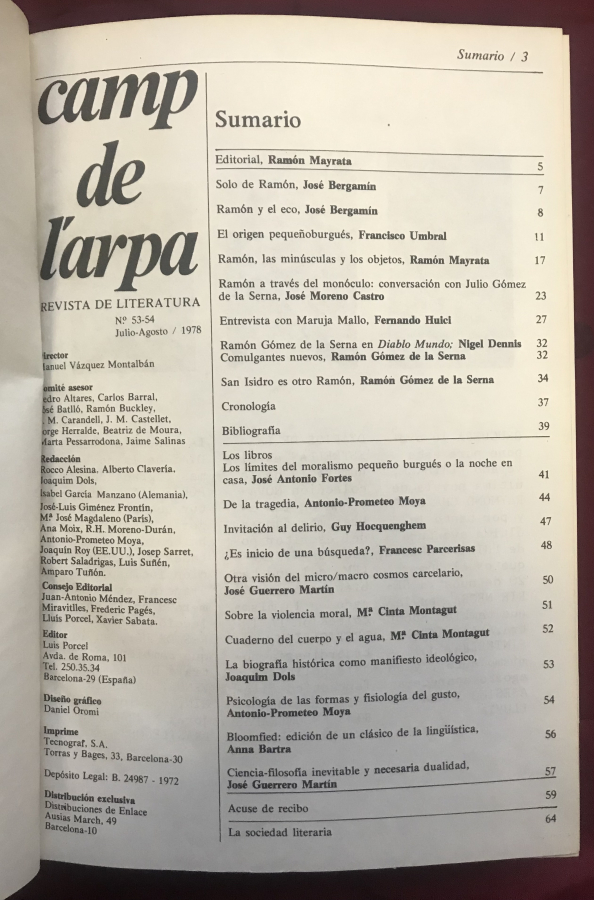 Sumario / 3
camp
de
l'arpa
REVISTA DE LITERATURA
N.º 53-54
Julio-Agosto / 1978
Manuel Vázquez Montalbán
Comité asesor
Pedro Altares, Carlos Barral,
José Batlló, Ramón Buckley,
J. M. Carandell, J. M. Castellet,
Jorge Herralde, Beatriz de Moura,
Marta Pessarrodona, Jaime Salinas
Redacción
Rocco Alesina. Alberto Clavería.
Joaquim Dols,
Isabel García Manzano (Alemania),
José-Luis Giménez Frontín,
M.ª José Magdaleno (París),
Ana Moix, R.H. Moreno-Durán,
Antonio-Prometeo Moya,
Joaquín Roy (EE.UU.), Josep Sarret,
Robert Saladrigas, Luis Suñén,
Amparo Tuñón.
Consejo Editorial
Juan-Antonio Méndez, Francesc
Miravitlles, Frederic Pagés,
Lluis Porcel, Xavier Sabata.
Editor
Luis Porcel
Avda. de Roma, 101
Tel. 250.35.34
Barcelona-29 (España)
Diseño gráfico
Daniel Oromi
Imprime
Tecnograf, S.A.
Torras y Bages, 33, Barcelona-30
Depósito Legal: B. 24987 - 1972
Distribución exclusiva
Distribuciones de Enlace
Ausias March, 49
Barcelona-10
Sumario
Editorial, Ramón Mayrata 5
Solo de Ramón, José Bergamín 7
Ramón y el eco, José Bergamín 8
El origen pequeñoburgués, Francisco Umbral 11
Ramón, las minúsculas y los objetos, Ramón Mayrata 17
Ramón a través del monóculo: conversación con Julio Gómez
de la Serna, José Moreno Castro 23
Entrevista con Maruja Mallo, Fernando Huici 27
Ramón Gómez de la Serna en Diablo Mundo; Nigel Dennis 32
Comulgantes nuevos, Ramón Gómez de la Serna 32
San Isidro es otro Ramón, Ramón Gómez de la Serna 34
Cronología 37
Bibliografía 39
Los libros
Los límites del moralismo pequeño burgués o la noche en
casa, José Antonio Fortes 41
De la tragedia, Antonio-Prometeo Moya 44
Invitación al delirio, Guy Hocquenghem 47
¿Es inicio de una búsqueda?, Francesc Parcerisas 48
Otra visión del micro/macro cosmos carcelario,
José Guerrero Martín 50
Sobre la violencia moral, M.ª Cinta Montagut 51
Cuaderno del cuerpo y el agua, M.ª Cinta Montagut 52
La biografía histórica como manifiesto ideológico,
Joaquim Dols 53
Psicología de las formas y fisiología del gusto,
Antonio-Prometeo Moya 54
Bloomfied: edición de un clásico de la lingüística,
Anna Bartra 56
Ciencia-filosofía inevitable y necesaria dualidad,
José Guerrero Martín 57
Acuse de recibo 59
La sociedad literaria 64